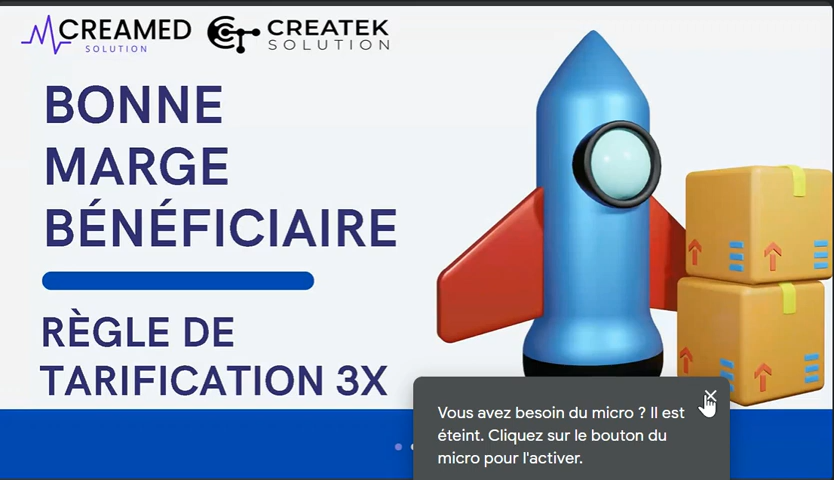 CREAMED
SOLUTION
CREATEK
SOLUTION
BONNE
MARGE
BÉNÉFICIAIRE
RÈGLE DE
TARIFICATION 3X
Vous avez besoin du micro ? Il est
éteint. Cliquez sur le bouton du
micro pour l'activer.